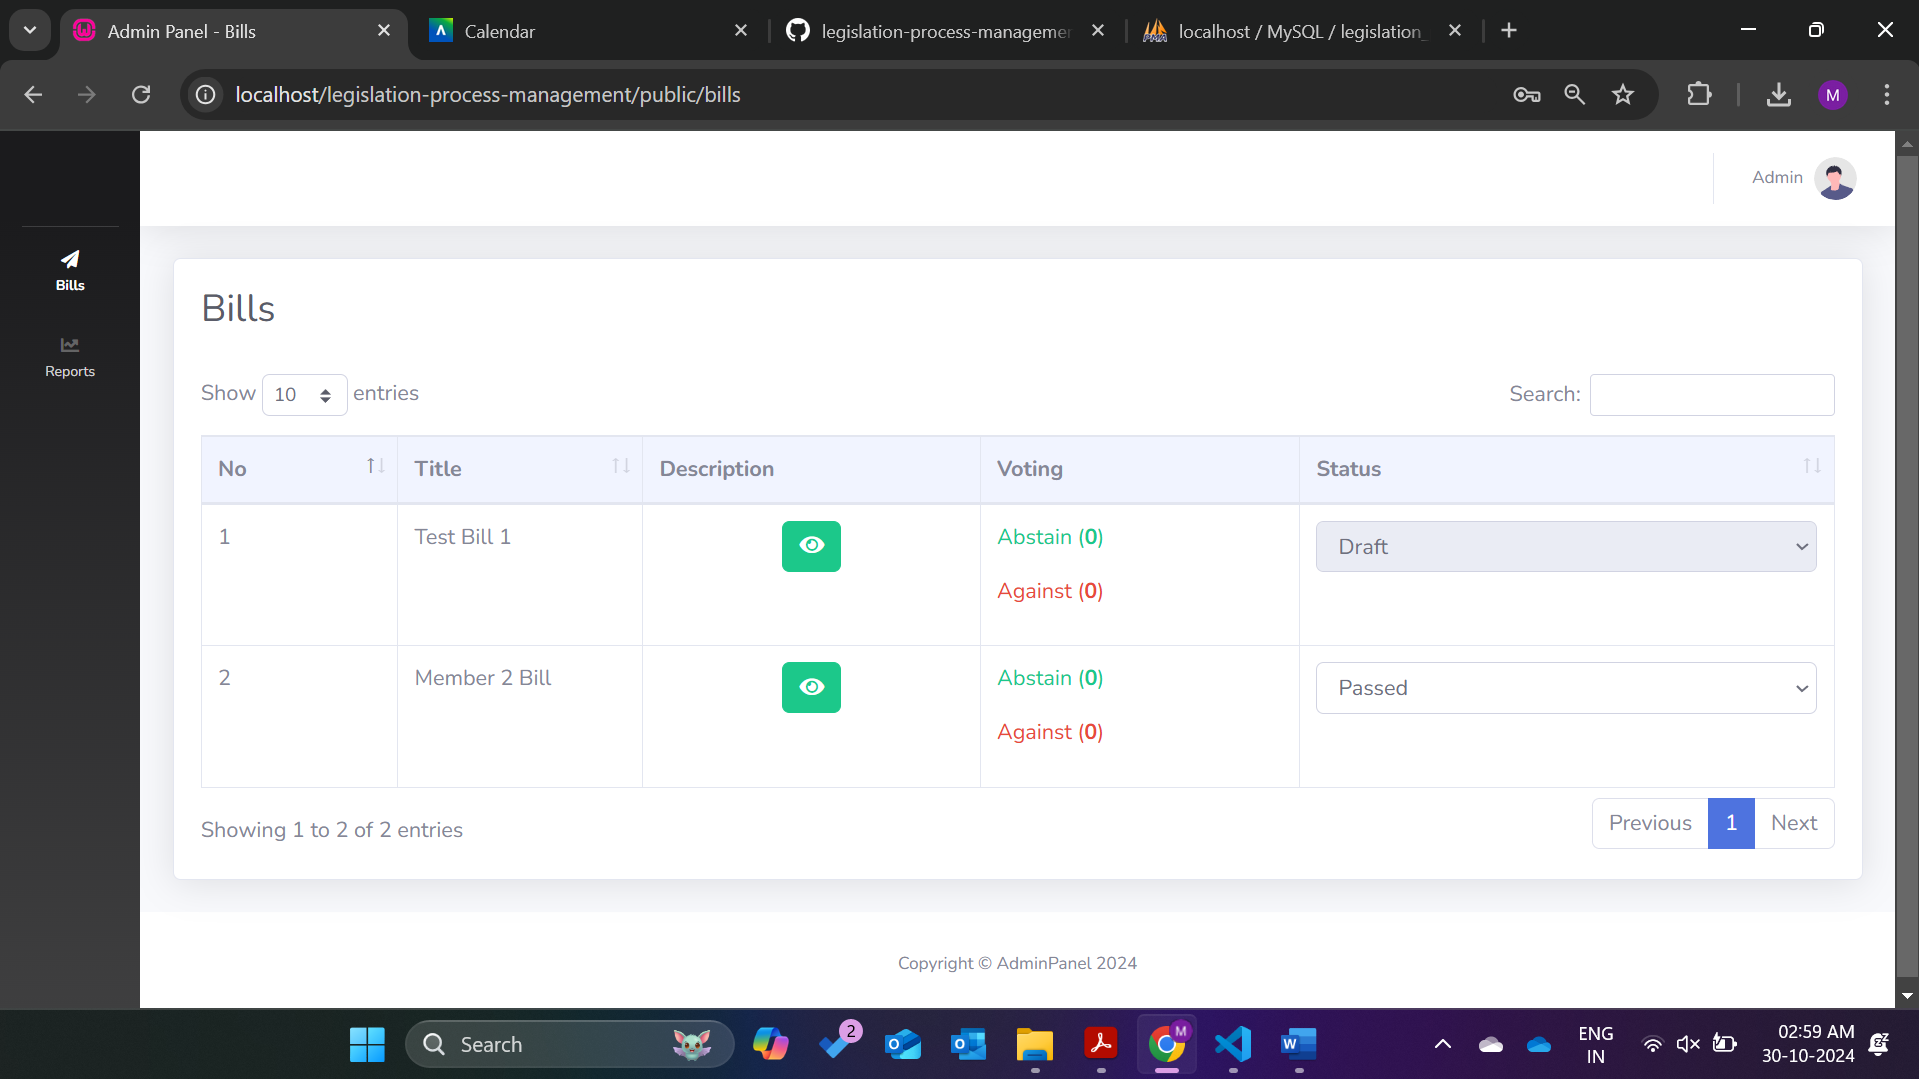 Admin Panel - Bills
Calendar
legislation-process-managemer
localhost / MySQL / legislation_
localhost/legislation-process-management/public/bills
M
Admin
Bills
Reports
Bills
Show 10 entries
Search:
No Title Description Voting Status
1 Test Bill 1 Abstain (0) Draft
Against (0)
2 Member 2 Bill Abstain (0) Passed
Against (0)
Showing 1 to 2 of 2 entries
Previous 1 Next
Copyright © AdminPanel 2024
Search
2
M
ENG
IN
02:59 AM
30-10-2024